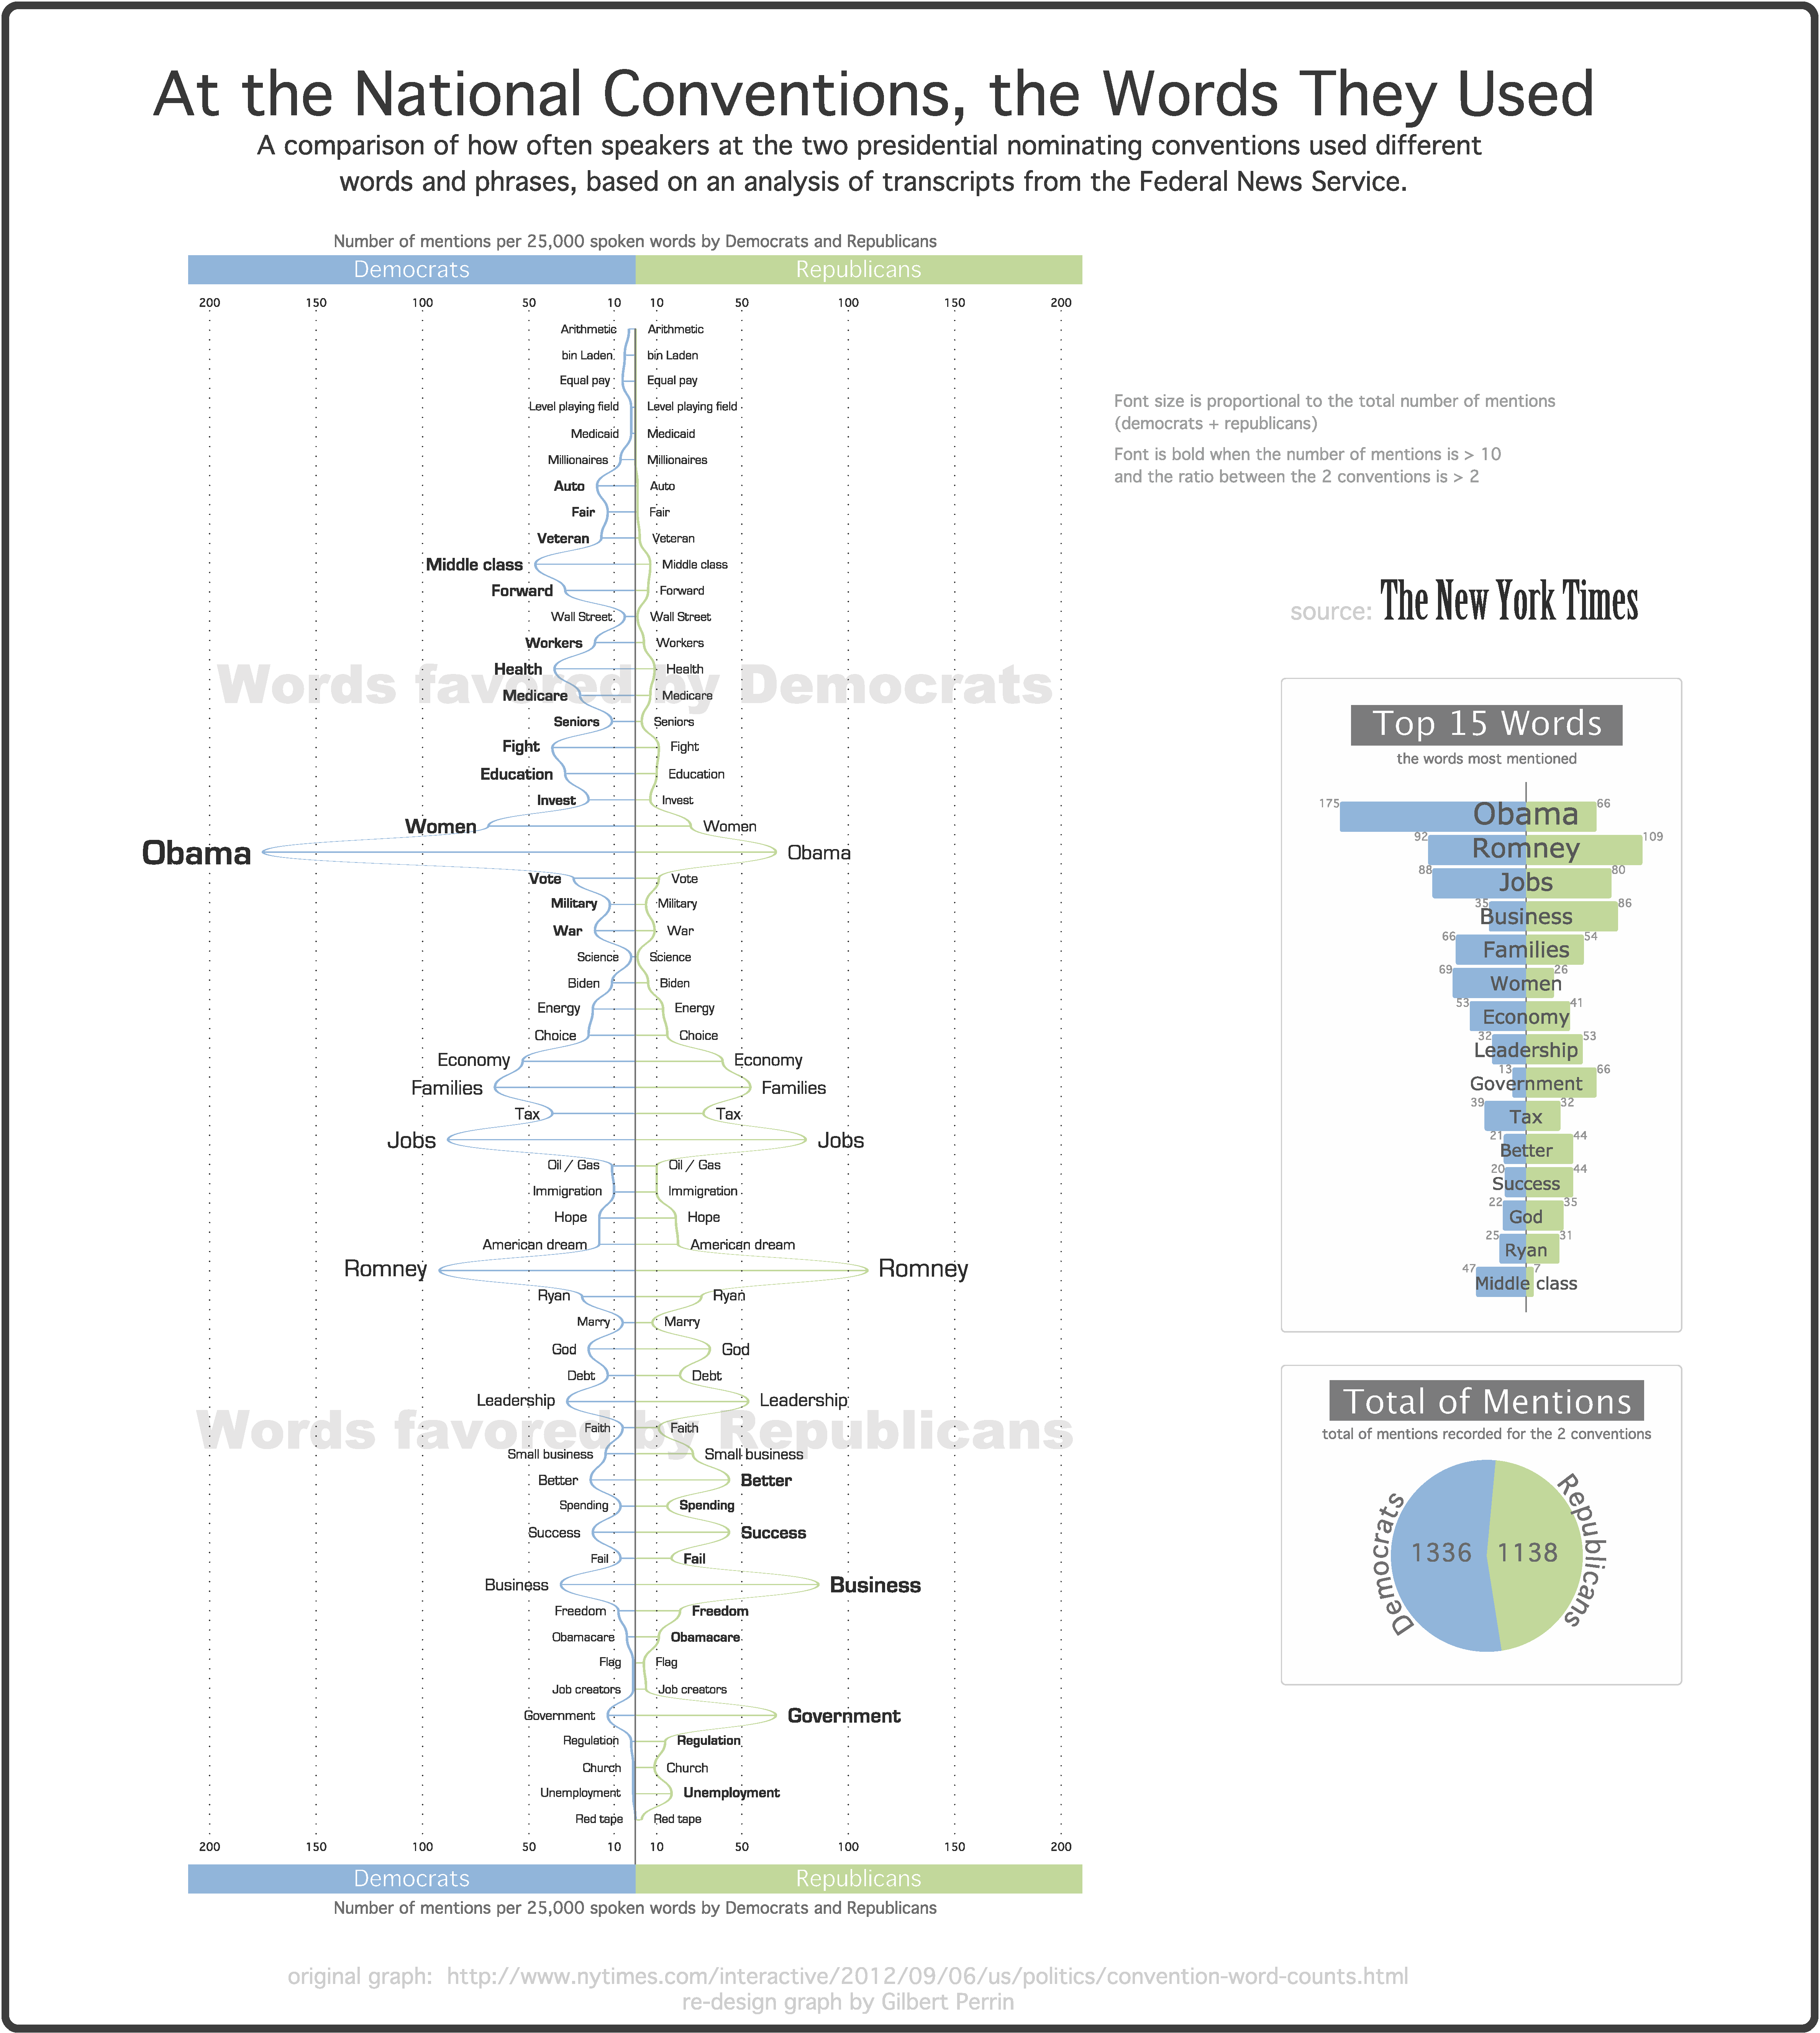 At the National Conventions, the Words They Used
A comparison of how often speakers at the two presidential nominating conventions used different
words and phrases, based on an analysis of transcripts from the Federal News Service.
Number of mentions per 25,000 spoken words by Democrats and Republicans
Democrats Republicans
200 150 100 50 10 10 50 100 150 200
Arithmetic Arithmetic
bin Laden bin Laden
Equal pay Equal pay
Level playing field Level playing field
Medicaid Medicaid
Millionaires Millionaires
Auto Auto
Fair Fair
Veteran Veteran
Middle class Middle class
Forward Forward
Wall Street Wall Street
Workers Workers
Health Health
Words favored by Democrats
Medicare Medicare
Seniors Seniors
Fight Fight
Education Education
Invest Invest
Women Women
Obama Obama
Vote Vote
Military Military
War War
Science Science
Biden Biden
Energy Energy
Choice Choice
Economy Economy
Families Families
Tax Tax
Jobs Jobs
Oil / Gas Oil / Gas
Immigration Immigration
Hope Hope
American dream American dream
Romney Romney
Ryan Ryan
Marry Marry
God God
Debt Debt
Leadership Leadership
Words favored by Republicans
Faith Faith
Small business Small business
Better Better
Spending Spending
Success Success
Fail Fail
Business Business
Freedom Freedom
Obamacare Obamacare
Flag Flag
Job creators Job creators
Government Government
Regulation Regulation
Church Church
Unemployment Unemployment
Red tape Red tape
200 150 100 50 10 10 50 100 150 200
Democrats Republicans
Number of mentions per 25,000 spoken words by Democrats and Republicans
Font size is proportional to the total number of mentions
(democrats + republicans)
Font is bold when the number of mentions is > 10
and the ratio between the 2 conventions is > 2
source: The New York Times
Top 15 Words
the words most mentioned
175 Obama 66
92 Romney 109
88 Jobs 80
35 Business 86
66 Families 54
69 Women 26
53 Economy 41
32 Leadership 53
13 Government 66
39 Tax 32
21 Better 44
20 Success 44
22 God 35
25 Ryan 31
47 Middle class 7
Total of Mentions
total of mentions recorded for the 2 conventions
Democrats 1336 1138 Republicans
original graph: http://www.nytimes.com/interactive/2012/09/06/us/politics/convention-word-counts.html
re-design graph by Gilbert Perrin